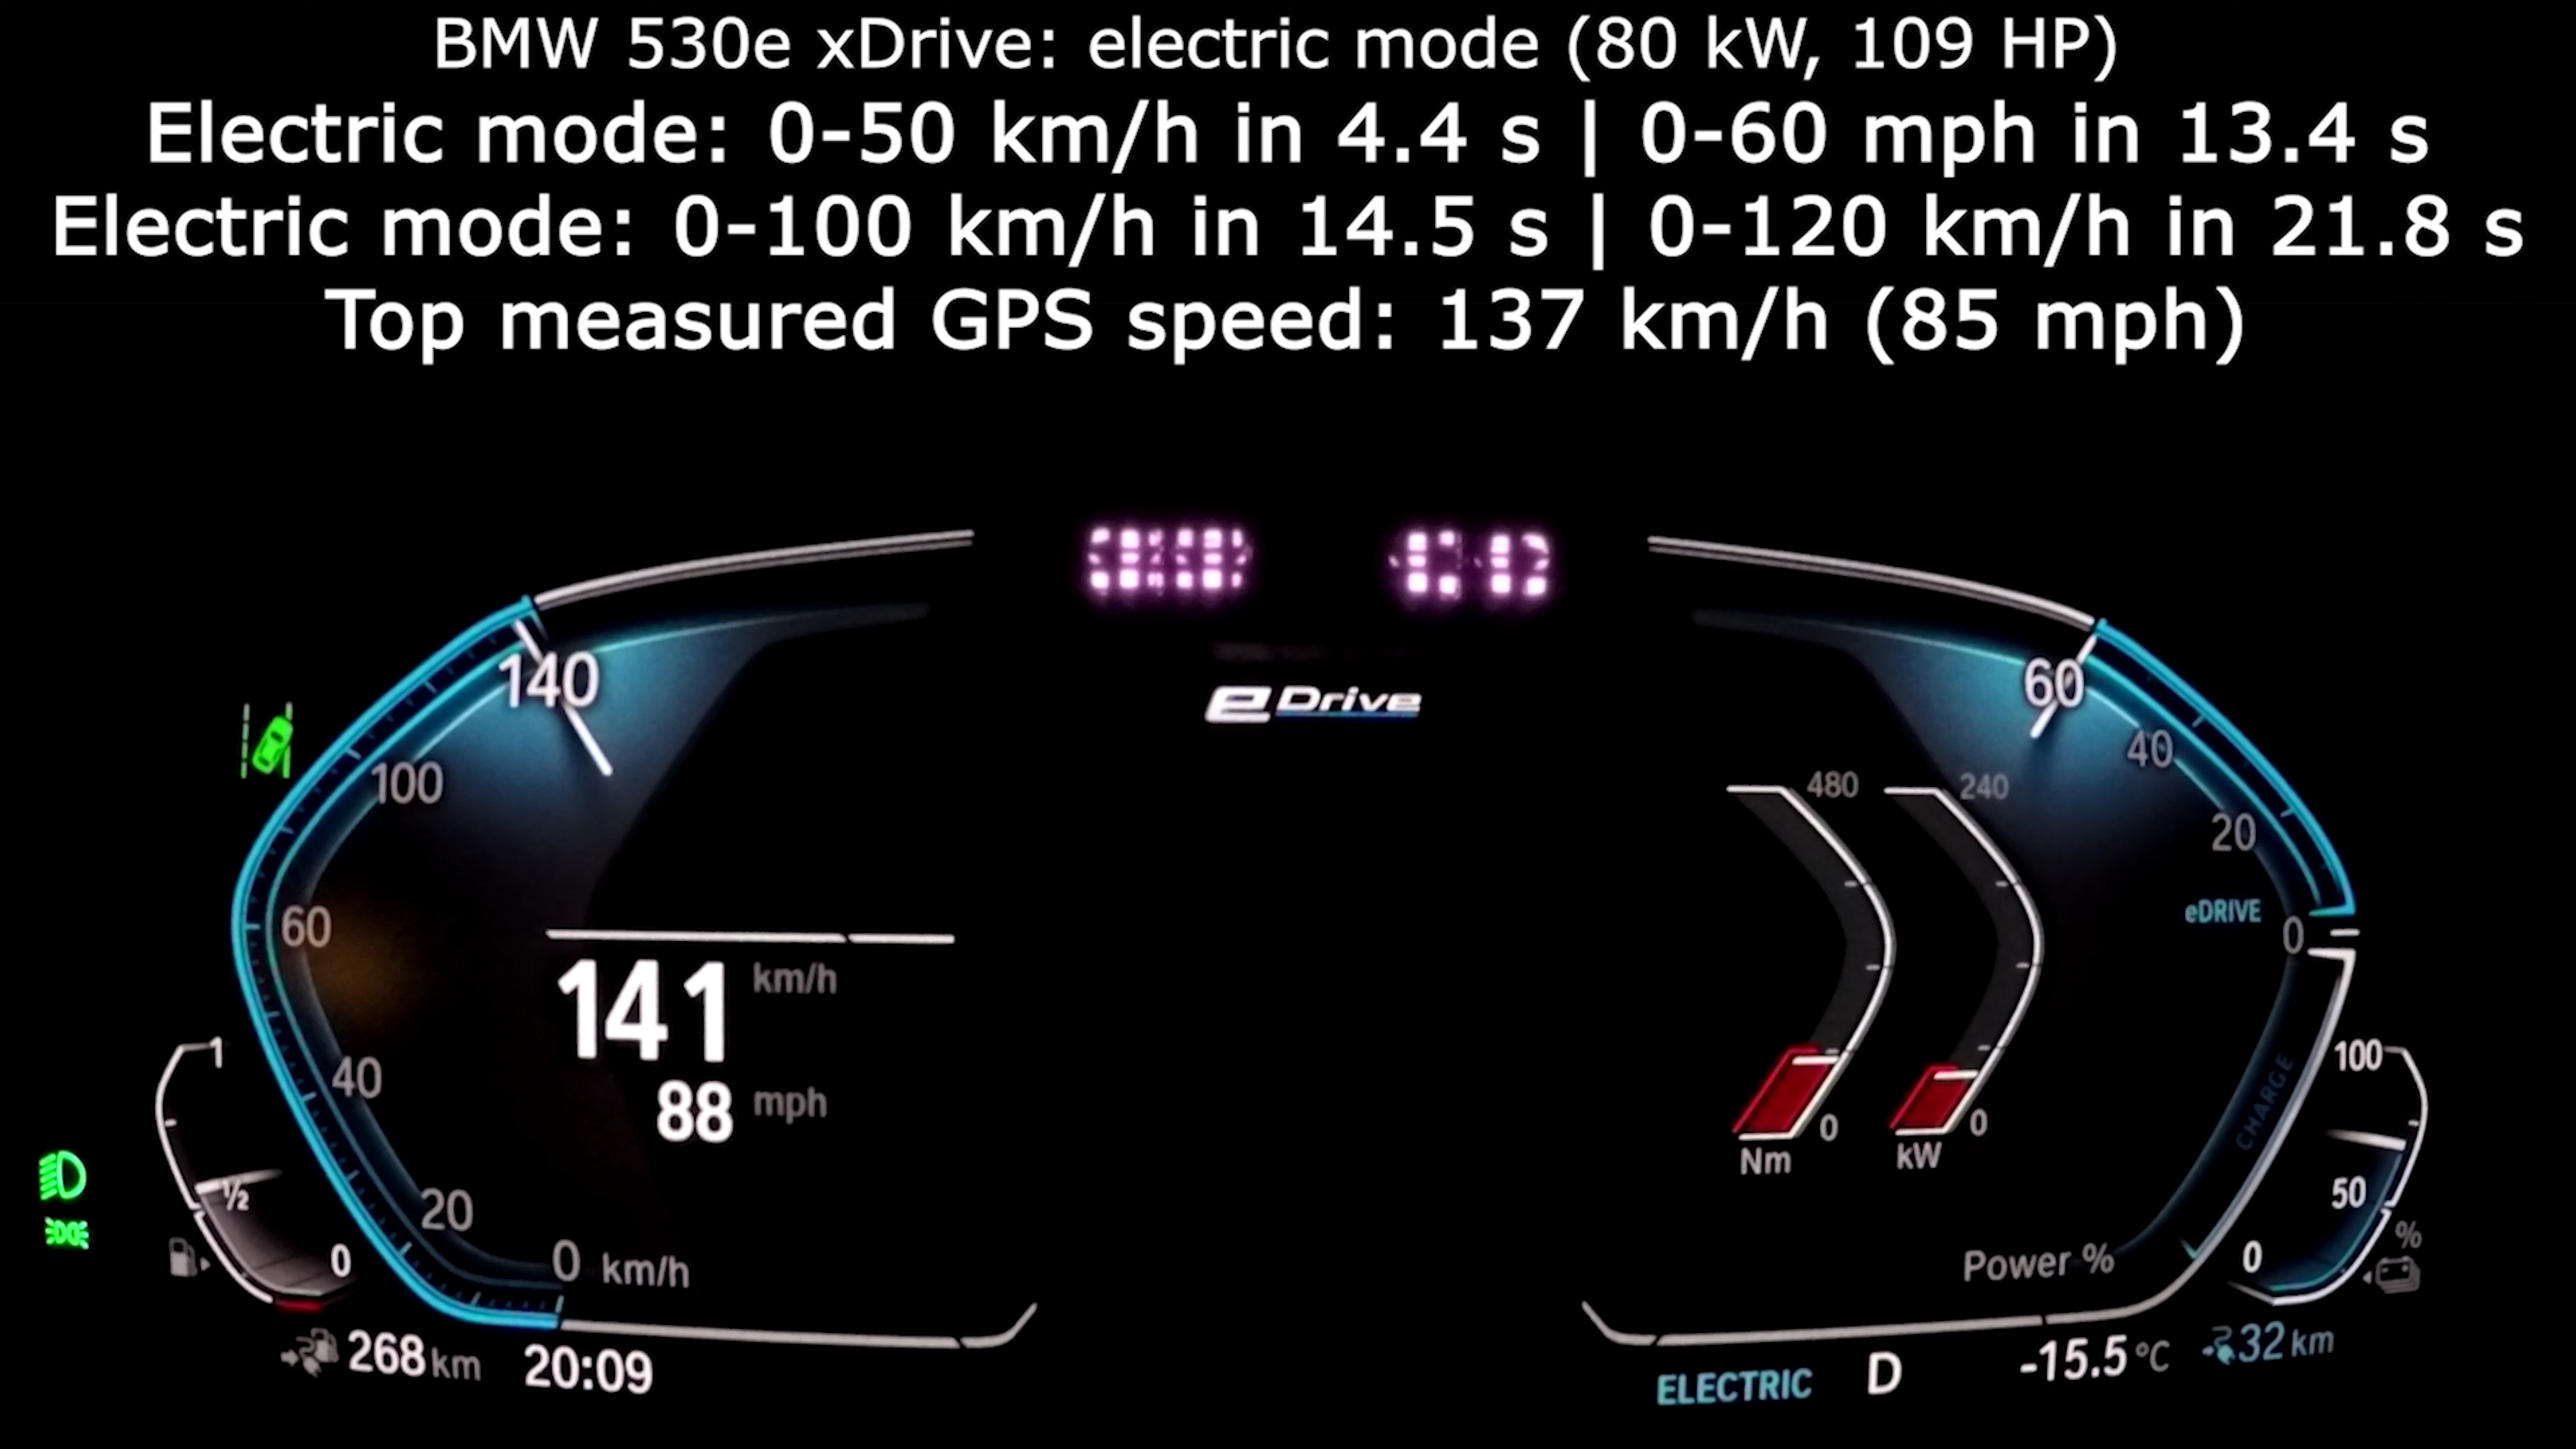 BMW 530e xDrive: electric mode (80 kW, 109 HP)
Electric mode: 0-50 km/h in 4.4 s | 0-60 mph in 13.4 s
Electric mode: 0-100 km/h in 14.5 s | 0-120 km/h in 21.8 s
Top measured GPS speed: 137 km/h (85 mph)
eDrive
140
60
100
480
240
40
20
60
eDRIVE
0
141 km/h
88 mph
1
40
0
0
100
Nm
kW
CHARGE
½
20
50
0
0 km/h
Power %
0
%
268 km
20:09
ELECTRIC
D
-15.5 °C
32 km